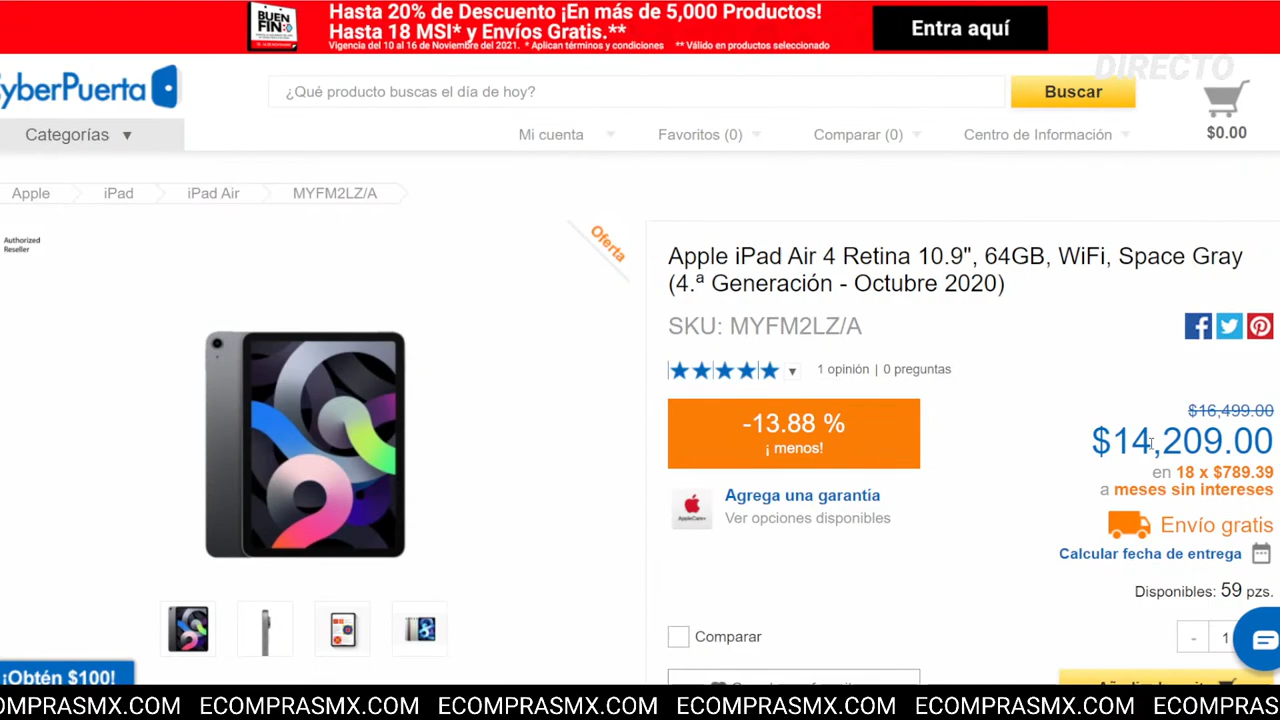 BUEN
FIN
Hasta 20% de Descuento ¡En más de 5,000 Productos!
Hasta 18 MSI* y Envíos Gratis.**
Vigencia del 10 al 16 de Noviembre del 2021. * Aplican términos y condiciones ** Válido en productos seleccionado
Entra aquí
DIRECTO
yberPuerta
¿Qué producto buscas el día de hoy?
Buscar
$0.00
Categorías ▼
Mi cuenta
Favoritos (0)
Comparar (0)
Centro de Información
Apple
iPad
iPad Air
MYFM2LZ/A
Authorized
Reseller
Oferta
Apple iPad Air 4 Retina 10.9", 64GB, WiFi, Space Gray
(4.ª Generación - Octubre 2020)
SKU: MYFM2LZ/A
1 opinión | 0 preguntas
-13.88 %
¡ menos!
$16,499.00
$14,209.00
en 18 x $789.39
a meses sin intereses
AppleCare+
Agrega una garantía
Ver opciones disponibles
Envío gratis
Calcular fecha de entrega
Disponibles: 59 pzs.
Comparar
- 1
¡Obtén $100!
OMPRASMX.COM ECOMPRASMX.COM ECOMPRASMX.COM ECOMPRASMX.COM ECOMPRASMX.COM ECOMPRAS